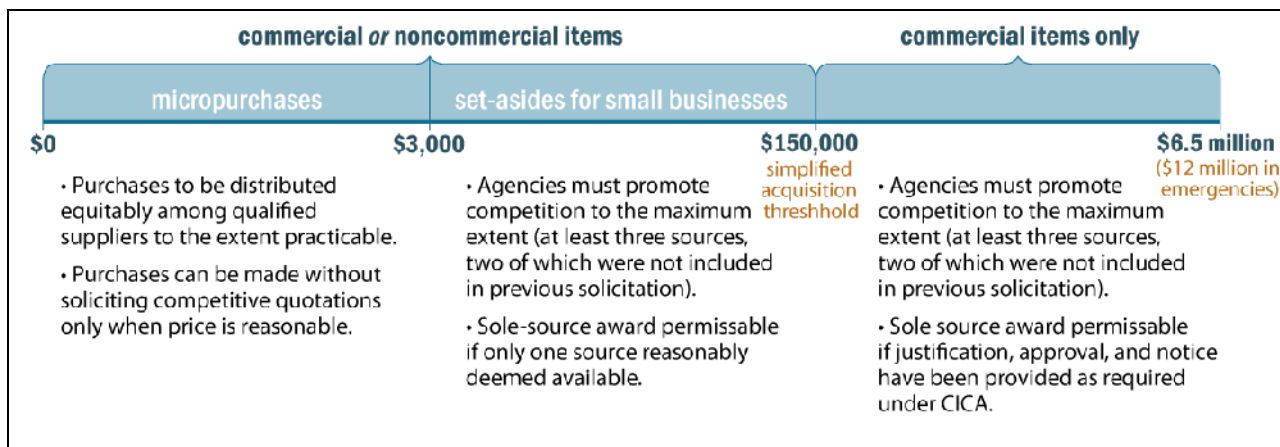 commercial or noncommercial items
commercial items only
micropurchases
set-asides for small businesses
$0
$3,000
$150,000
simplified
acquisition
threshhold
$6.5 million
($12 million in
emergencies)
· Purchases to be distributed
equitably among qualified
suppliers to the extent practicable.
· Purchases can be made without
soliciting competitive quotations
only when price is reasonable.
· Agencies must promote
competition to the maximum
extent (at least three sources,
two of which were not included
in previous solicitation).
· Sole-source award permissable
if only one source reasonably
deemed available.
· Agencies must promote
competition to the maximum
extent (at least three sources,
two of which were not included
in previous solicitation).
· Sole source award permissable
if justification, approval, and notice
have been provided as required
under CICA.